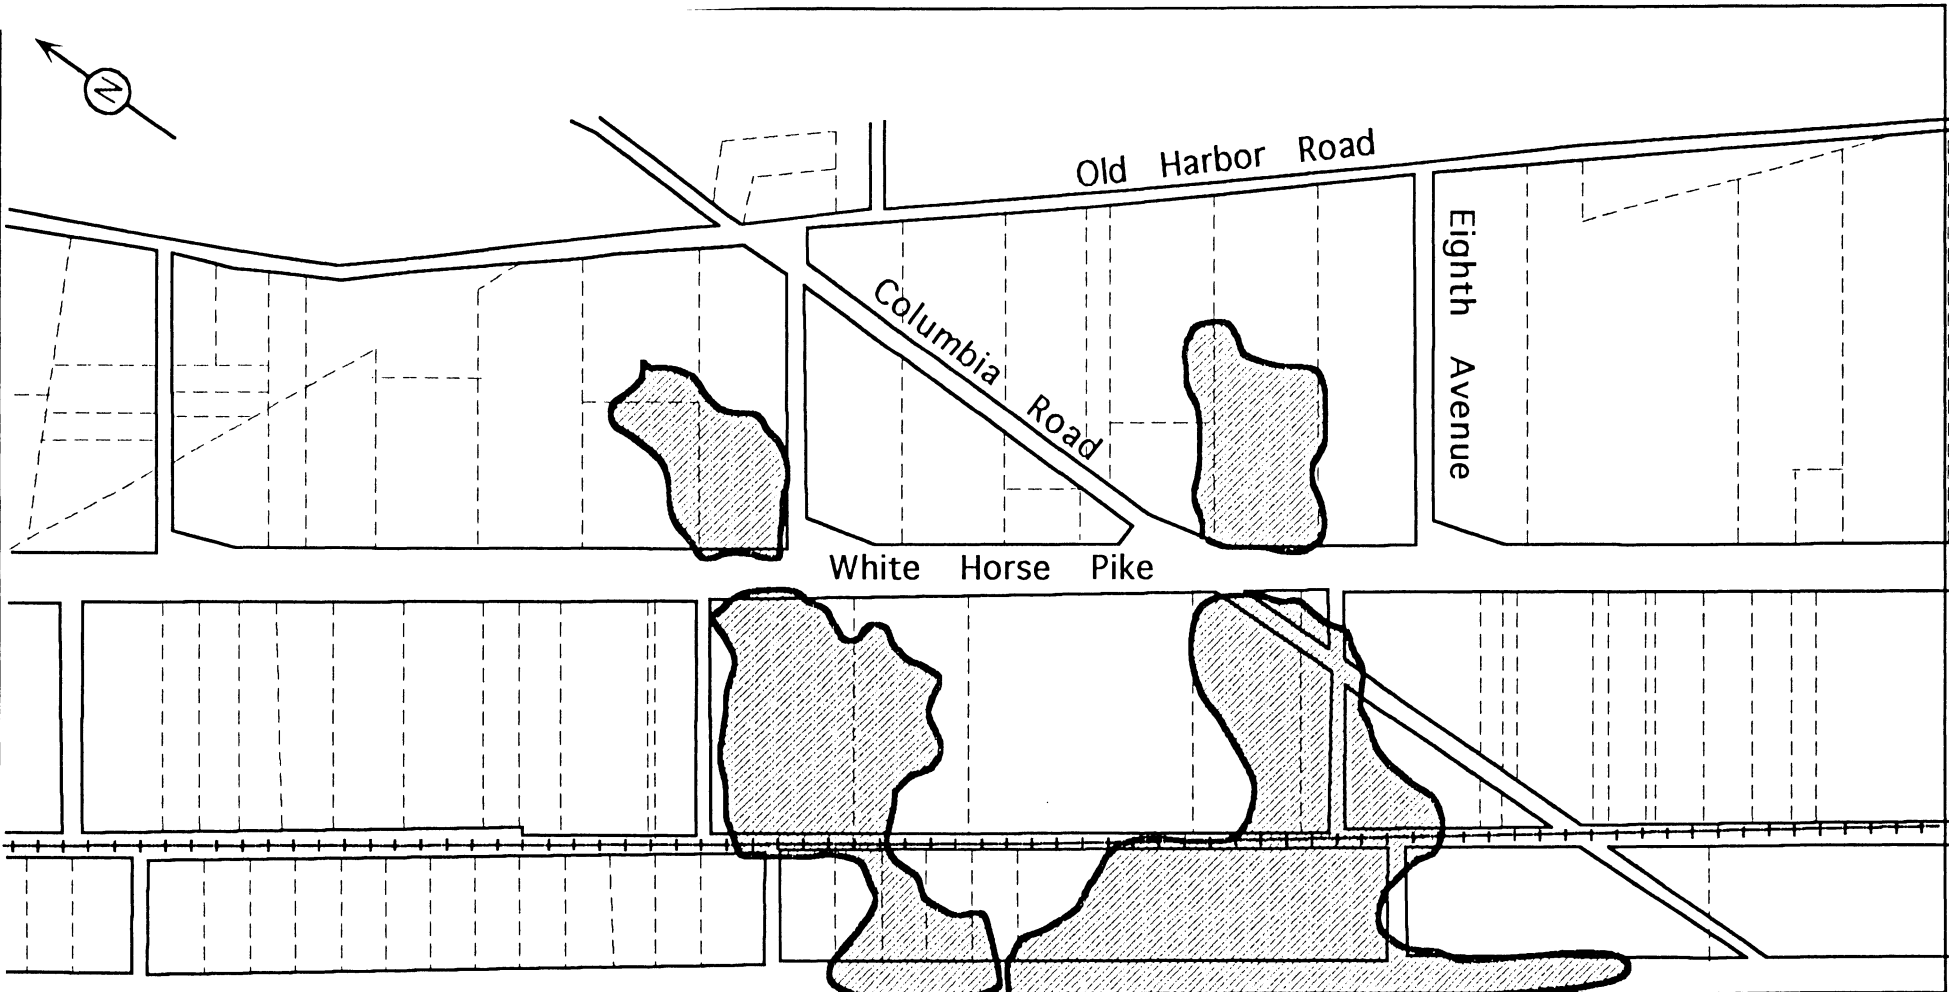 N
Old Harbor Road
Columbia Road
Eighth Avenue
White Horse Pike